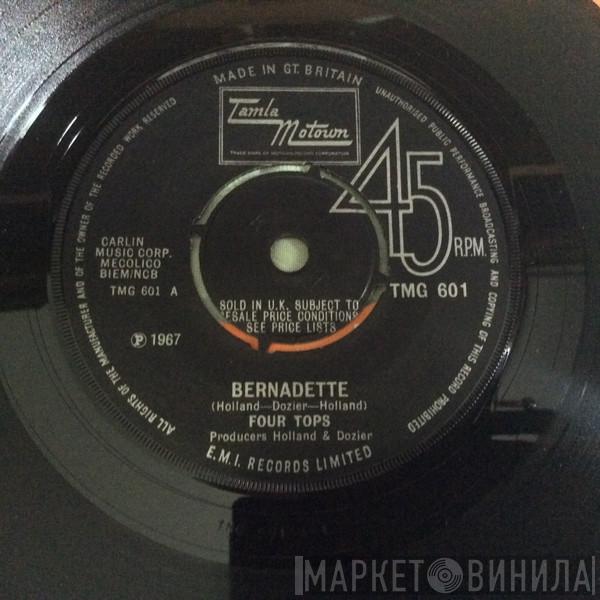 MADE IN GT. BRITAIN
Tamla Motown
TRADE MARK OF MOTOWN RECORD CORPORATION
UNAUTHORISED PUBLIC PERFORMANCE BROADCASTING AND COPYING OF THIS RECORD PROHIBITED
ALL RIGHTS OF THE MANUFACTURER AND OF THE OWNER OF THE RECORDED WORK RESERVED
45 R.P.M.
CARLIN
MUSIC CORP.
MECOLICO
BIEM/NCB
TMG 601 A
TMG 601
SOLD IN U.K. SUBJECT TO
RESALE PRICE CONDITIONS
SEE PRICE LISTS
℗ 1967
BERNADETTE
(Holland—Dozier—Holland)
FOUR TOPS
Producers Holland & Dozier
E.M.I. RECORDS LIMITED
МАРКЕТ ВИНИЛА